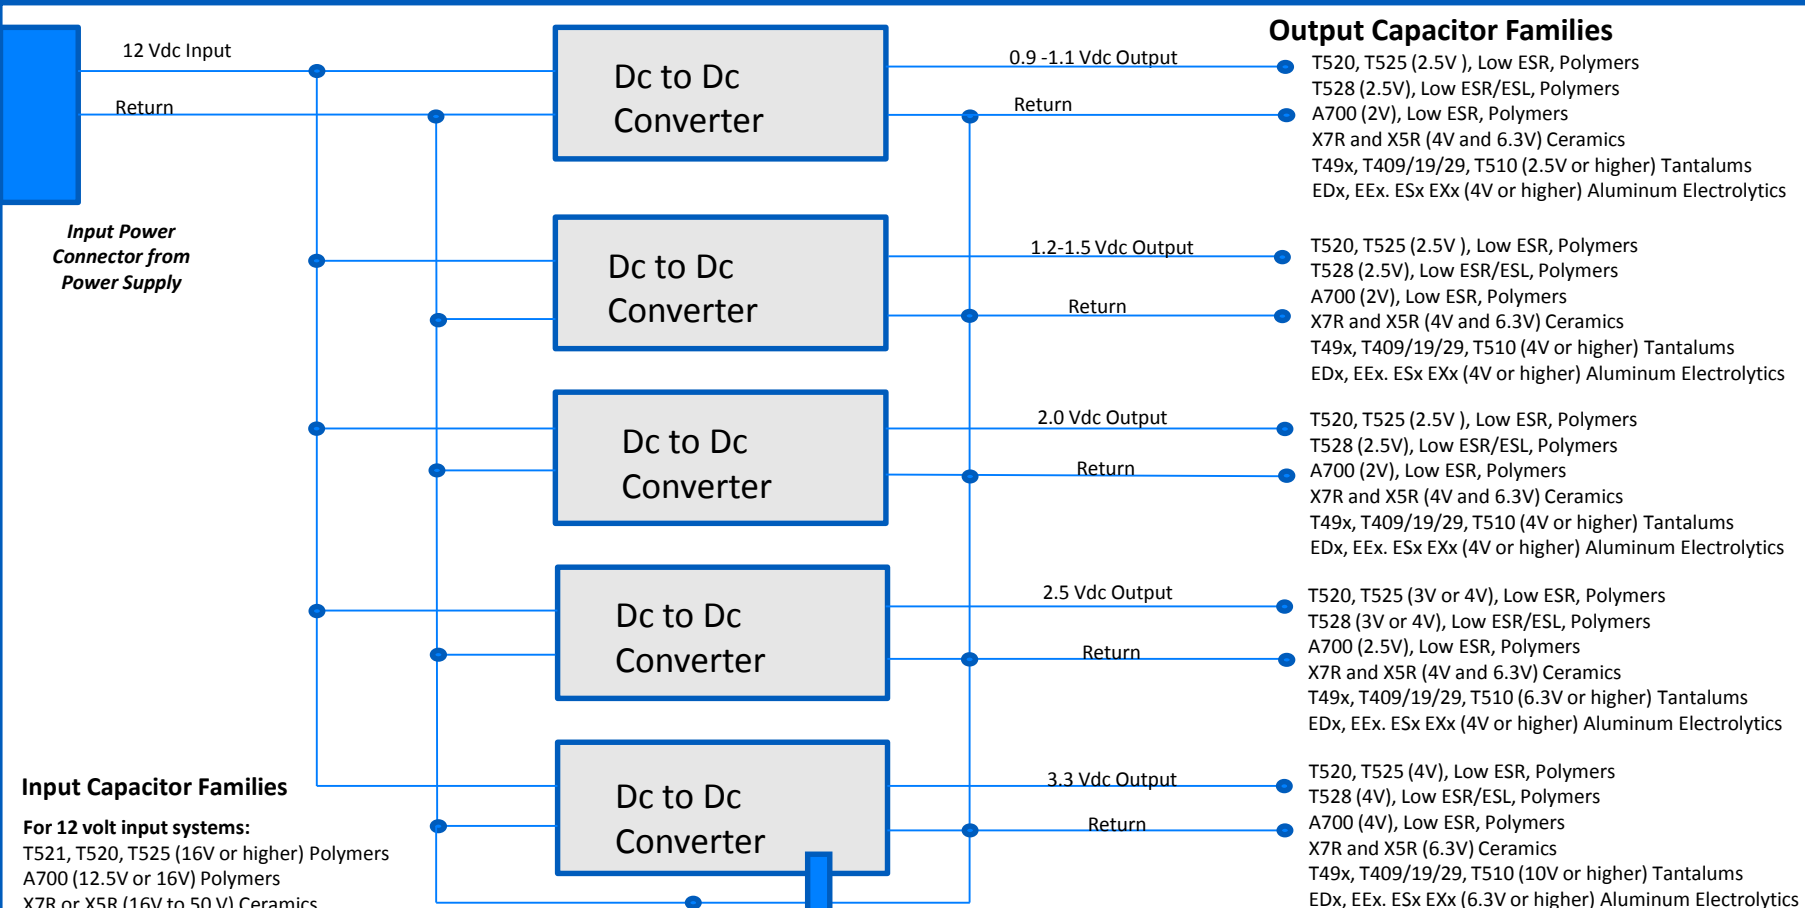 12 Vdc Input
Return
Input Power
Connector from
Power Supply
Dc to Dc
Converter
0.9 -1.1 Vdc Output
Return
Output Capacitor Families
T520, T525 (2.5V ), Low ESR, Polymers
T528 (2.5V), Low ESR/ESL, Polymers
A700 (2V), Low ESR, Polymers
X7R and X5R (4V and 6.3V) Ceramics
T49x, T409/19/29, T510 (2.5V or higher) Tantalums
EDx, EEx. ESx EXx (4V or higher) Aluminum Electrolytics
Dc to Dc
Converter
1.2-1.5 Vdc Output
Return
T520, T525 (2.5V ), Low ESR, Polymers
T528 (2.5V), Low ESR/ESL, Polymers
A700 (2V), Low ESR, Polymers
X7R and X5R (4V and 6.3V) Ceramics
T49x, T409/19/29, T510 (4V or higher) Tantalums
EDx, EEx. ESx EXx (4V or higher) Aluminum Electrolytics
Dc to Dc
Converter
2.0 Vdc Output
Return
T520, T525 (2.5V ), Low ESR, Polymers
T528 (2.5V), Low ESR/ESL, Polymers
A700 (2V), Low ESR, Polymers
X7R and X5R (4V and 6.3V) Ceramics
T49x, T409/19/29, T510 (4V or higher) Tantalums
EDx, EEx. ESx EXx (4V or higher) Aluminum Electrolytics
Dc to Dc
Converter
2.5 Vdc Output
Return
T520, T525 (3V or 4V), Low ESR, Polymers
T528 (3V or 4V), Low ESR/ESL, Polymers
A700 (2.5V), Low ESR, Polymers
X7R and X5R (4V and 6.3V) Ceramics
T49x, T409/19/29, T510 (6.3V or higher) Tantalums
EDx, EEx. ESx EXx (4V or higher) Aluminum Electrolytics
Dc to Dc
Converter
3.3 Vdc Output
Return
T520, T525 (4V), Low ESR, Polymers
T528 (4V), Low ESR/ESL, Polymers
A700 (4V), Low ESR, Polymers
X7R and X5R (6.3V) Ceramics
T49x, T409/19/29, T510 (10V or higher) Tantalums
EDx, EEx. ESx EXx (6.3V or higher) Aluminum Electrolytics
Input Capacitor Families
For 12 volt input systems:
T521, T520, T525 (16V or higher) Polymers
A700 (12.5V or 16V) Polymers
X7R or X5R (16V to 50 V) Ceramics